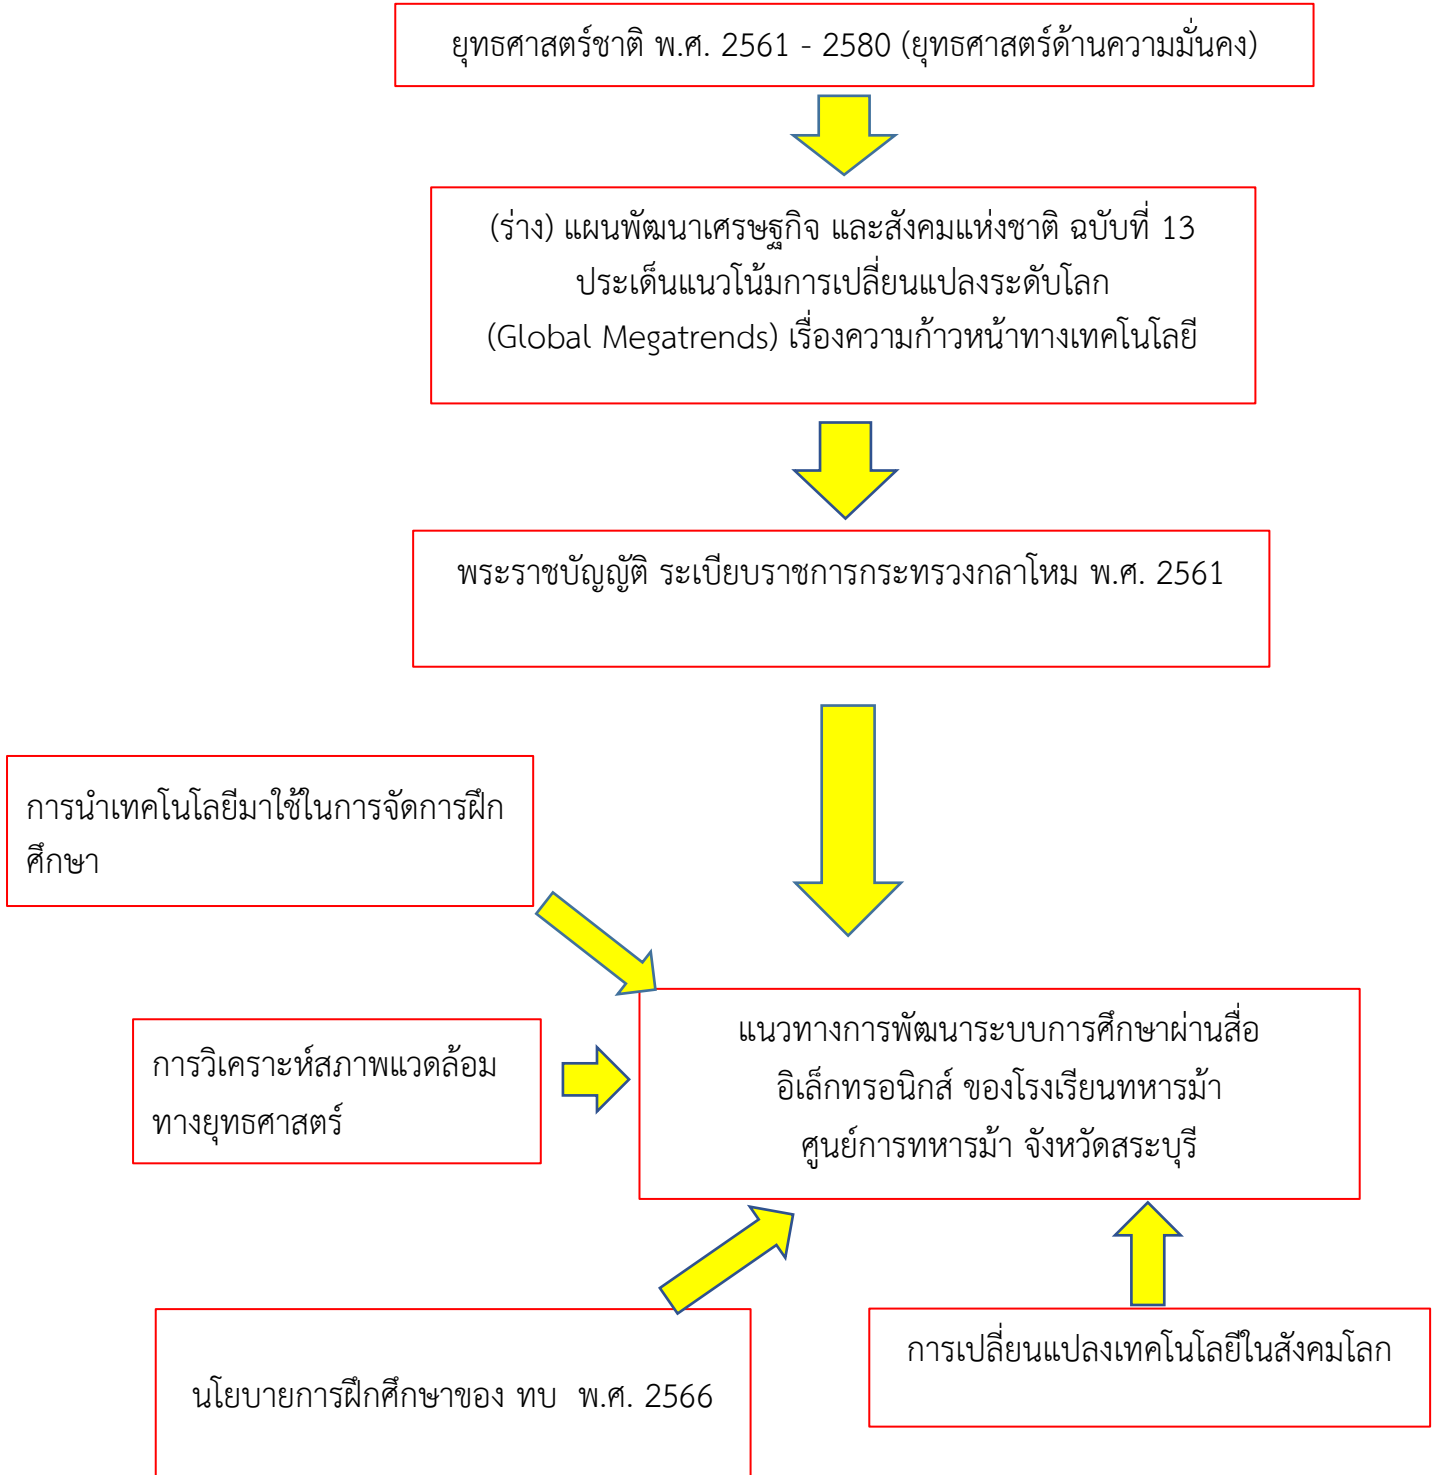 ยุทธศาสตร์ชาติ พ.ศ. 2561 - 2580 (ยุทธศาสตร์ด้านความมั่นคง)
(ร่าง) แผนพัฒนาเศรษฐกิจ และสังคมแห่งชาติ ฉบับที่ 13
ประเด็นแนวโน้มการเปลี่ยนแปลงระดับโลก
(Global Megatrends) เรื่องความก้าวหน้าทางเทคโนโลยี
พระราชบัญญัติ ระเบียบราชการกระทรวงกลาโหม พ.ศ. 2561
การนำเทคโนโลยีมาใช้ในการจัดการฝึก
ศึกษา
การวิเคราะห์สภาพแวดล้อม
ทางยุทธศาสตร์
แนวทางการพัฒนาระบบการศึกษาผ่านสื่อ
อิเล็กทรอนิกส์ ของโรงเรียนทหารม้า
ศูนย์การทหารม้า จังหวัดสระบุรี
นโยบายการฝึกศึกษาของ ทบ พ.ศ. 2566
การเปลี่ยนแปลงเทคโนโลยีในสังคมโลก